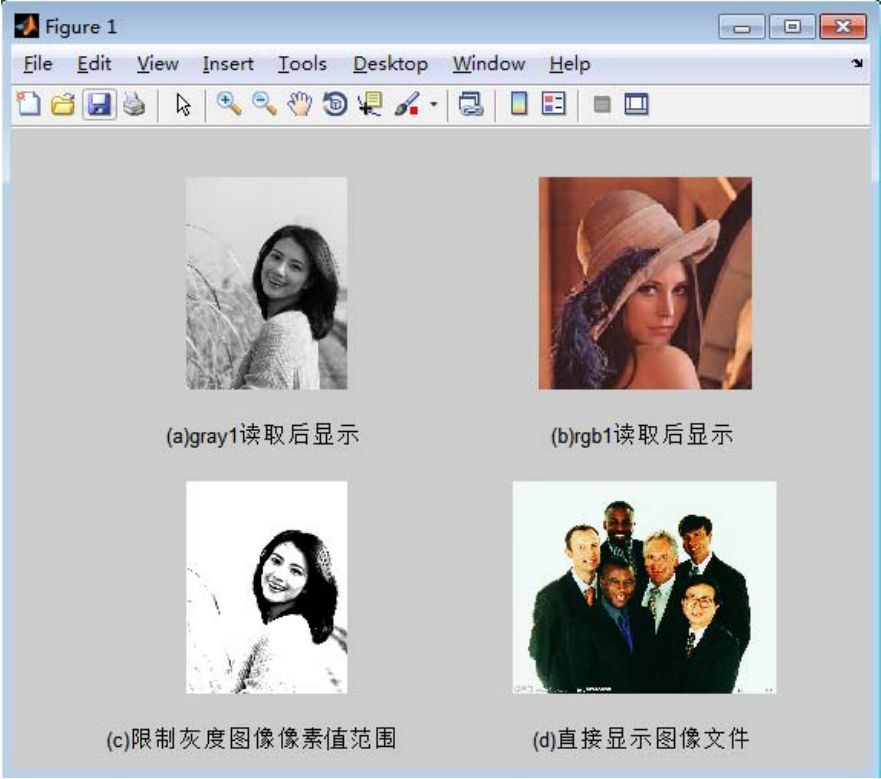 Figure 1
File Edit View Insert Tools Desktop Window Help
(a)gray1读取后显示
(b)rgb1读取后显示
(c)限制灰度图像像素值范围
(d)直接显示图像文件